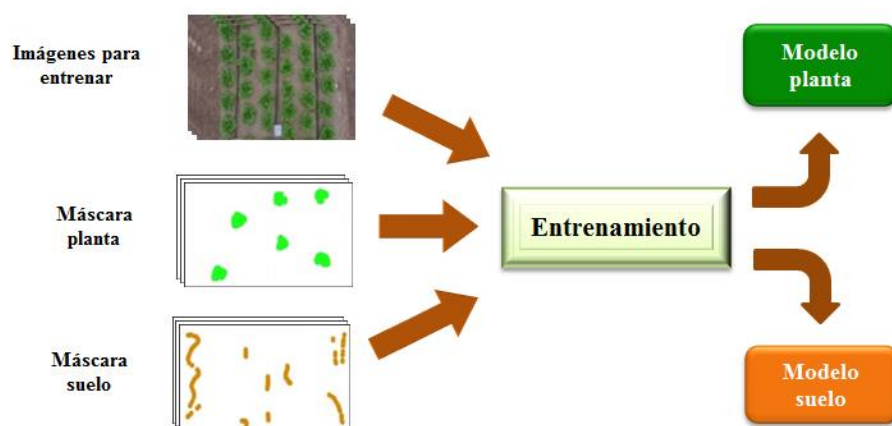 Imágenes para
entrenar
Máscara
planta
Máscara
suelo
Entrenamiento
Modelo
planta
Modelo
suelo